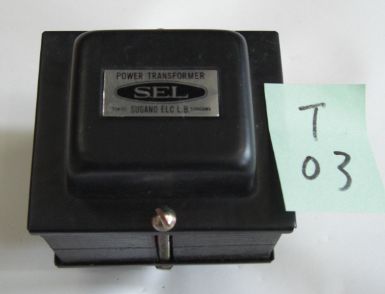 POWER TRANSFORMER
SEL
SUGANO ELC L.B.
T
03